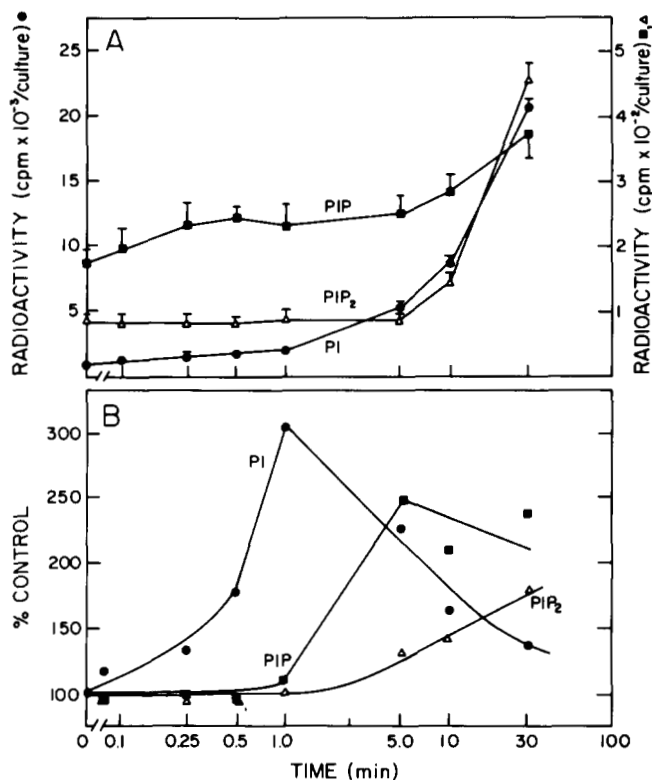 A
RADIOACTIVITY (cpm x 10⁻³/culture) ●
25
20
15
10
5
RADIOACTIVITY (cpm x 10⁻²/culture) ■,△
5
4
3
2
1
0
PIP
PIP₂
PI
B
% CONTROL
300
250
200
150
100
PI
PIP
PIP₂
0 0.1 0.25 0.5 1.0 5.0 10 30 100
TIME (min)